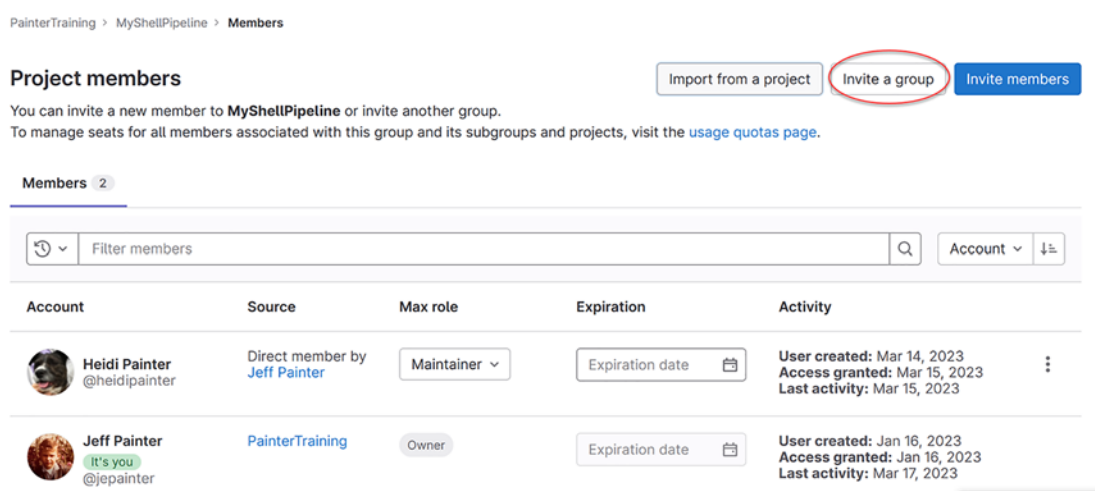 PainterTraining > MyShellPipeline > Members
Project members
Import from a project
Invite a group
Invite members
You can invite a new member to MyShellPipeline or invite another group.
To manage seats for all members associated with this group and its subgroups and projects, visit the usage quotas page.
Members 2
Filter members
Account
Account Source Max role Expiration Activity
Heidi Painter
@heidipainter
Direct member by
Jeff Painter
Maintainer
Expiration date
User created: Mar 14, 2023
Access granted: Mar 15, 2023
Last activity: Mar 15, 2023
Jeff Painter
It's you
@jepainter
PainterTraining
Owner
Expiration date
User created: Jan 16, 2023
Access granted: Jan 16, 2023
Last activity: Mar 17, 2023